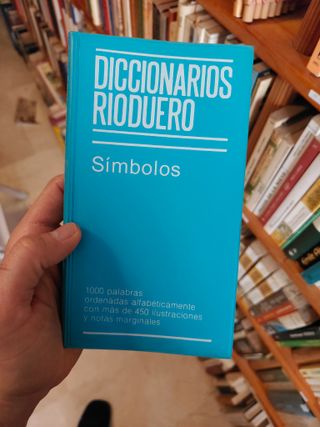 DICCIONARIOS
RIODUERO
Símbolos
1000 palabras
ordenadas alfabéticamente
con más de 450 ilustraciones
y notas marginales